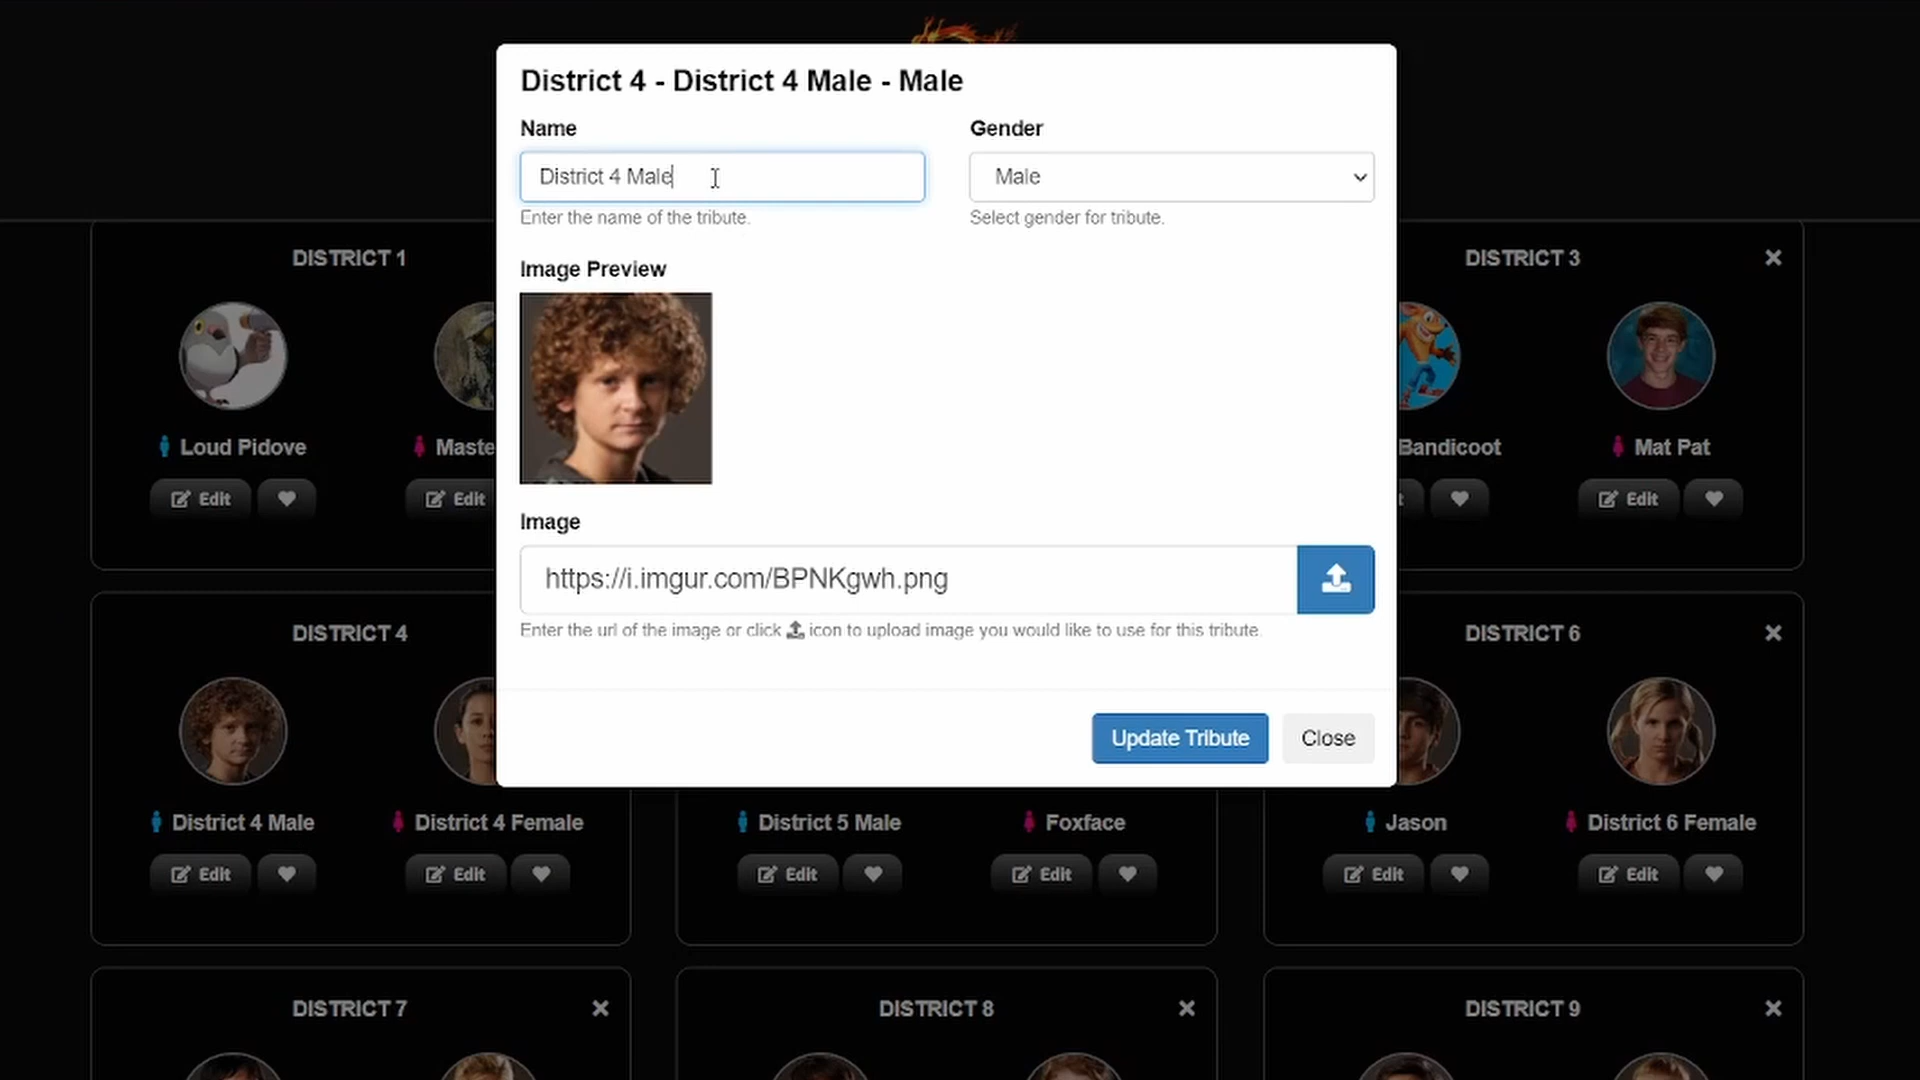 District 4 - District 4 Male - Male
Name
Gender
District 4 Male
Male
Enter the name of the tribute.
Select gender for tribute.
Image Preview
Image
https://i.imgur.com/BPNKgwh.png
Enter the url of the image or click icon to upload image you would like to use for this tribute.
Update Tribute
Close
DISTRICT 1
DISTRICT 3
Loud Pidove
Maste
Bandicoot
Mat Pat
Edit
Edit
t
Edit
DISTRICT 4
DISTRICT 6
District 4 Male
District 4 Female
District 5 Male
Foxface
Jason
District 6 Female
Edit
Edit
Edit
Edit
Edit
Edit
DISTRICT 7
DISTRICT 8
DISTRICT 9